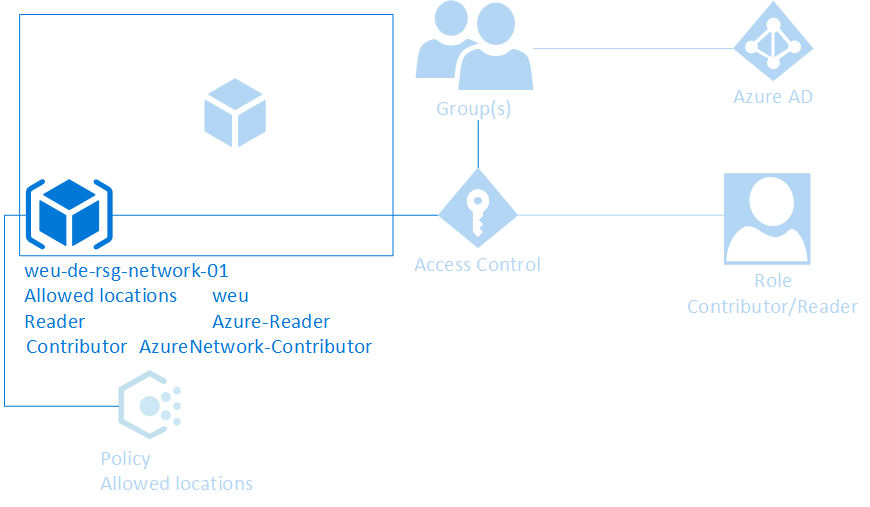 Group(s)
Azure AD
Access Control
weu-de-rsg-network-01
Allowed locations weu
Reader Azure-Reader
Contributor AzureNetwork-Contributor
Role
Contributor/Reader
Policy
Allowed locations